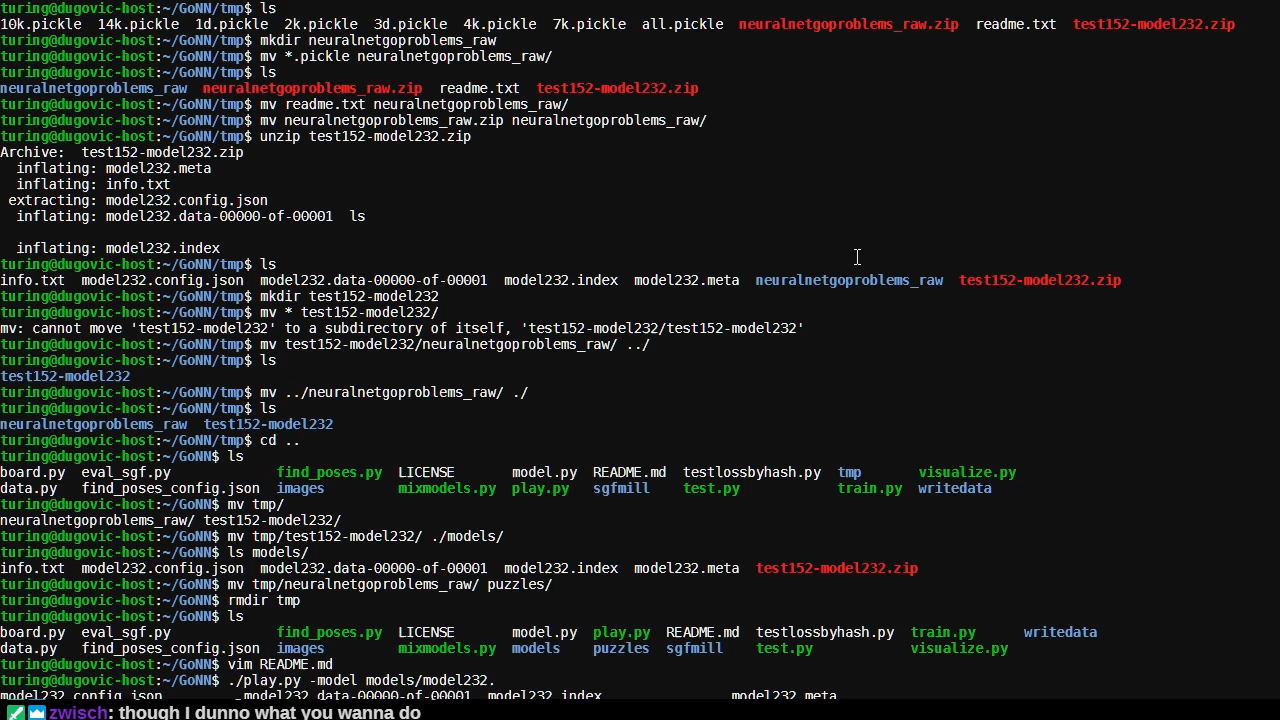 turing@dugovic-host:~/GoNN/tmp$ ls
10k.pickle  14k.pickle  1d.pickle  2k.pickle  3d.pickle  4k.pickle  7k.pickle  all.pickle  neuralnetgoproblems_raw.zip  readme.txt  test152-model232.zip
turing@dugovic-host:~/GoNN/tmp$ mkdir neuralnetgoproblems_raw
turing@dugovic-host:~/GoNN/tmp$ mv *.pickle neuralnetgoproblems_raw/
turing@dugovic-host:~/GoNN/tmp$ ls
neuralnetgoproblems_raw  neuralnetgoproblems_raw.zip  readme.txt  test152-model232.zip
turing@dugovic-host:~/GoNN/tmp$ mv readme.txt neuralnetgoproblems_raw/
turing@dugovic-host:~/GoNN/tmp$ mv neuralnetgoproblems_raw.zip neuralnetgoproblems_raw/
turing@dugovic-host:~/GoNN/tmp$ unzip test152-model232.zip
Archive:  test152-model232.zip
  inflating: model232.meta
  inflating: info.txt
 extracting: model232.config.json
  inflating: model232.data-00000-of-00001  ls
  inflating: model232.index
turing@dugovic-host:~/GoNN/tmp$ ls
info.txt  model232.config.json  model232.data-00000-of-00001  model232.index  model232.meta  neuralnetgoproblems_raw  test152-model232.zip
turing@dugovic-host:~/GoNN/tmp$ mkdir test152-model232
turing@dugovic-host:~/GoNN/tmp$ mv * test152-model232/
mv: cannot move 'test152-model232' to a subdirectory of itself, 'test152-model232/test152-model232'
turing@dugovic-host:~/GoNN/tmp$ mv test152-model232/neuralnetgoproblems_raw/ ../
turing@dugovic-host:~/GoNN/tmp$ ls
test152-model232
turing@dugovic-host:~/GoNN/tmp$ mv ../neuralnetgoproblems_raw/ ./
turing@dugovic-host:~/GoNN/tmp$ ls
neuralnetgoproblems_raw  test152-model232
turing@dugovic-host:~/GoNN/tmp$ cd ..
turing@dugovic-host:~/GoNN$ ls
board.py  eval_sgf.py             find_poses.py  LICENSE       model.py  README.md  testlossbyhash.py  tmp       visualize.py
data.py   find_poses_config.json  images         mixmodels.py  play.py   sgfmill    test.py            train.py  writedata
turing@dugovic-host:~/GoNN$ mv tmp/
neuralnetgoproblems_raw/ test152-model232/
turing@dugovic-host:~/GoNN$ mv tmp/test152-model232/ ./models/
turing@dugovic-host:~/GoNN$ ls models/
info.txt  model232.config.json  model232.data-00000-of-00001  model232.index  model232.meta  test152-model232.zip
turing@dugovic-host:~/GoNN$ mv tmp/neuralnetgoproblems_raw/ puzzles/
turing@dugovic-host:~/GoNN$ rmdir tmp
turing@dugovic-host:~/GoNN$ ls
board.py  eval_sgf.py             find_poses.py  LICENSE       model.py  play.py  README.md  testlossbyhash.py  train.py      writedata
data.py   find_poses_config.json  images         mixmodels.py  models    puzzles  sgfmill    test.py            visualize.py
turing@dugovic-host:~/GoNN$ vim README.md
turing@dugovic-host:~/GoNN$ ./play.py -model models/model232.
model232.config.json          model232.data-00000-of-00001  model232.index                model232.meta
zwisch: though I dunno what you wanna do